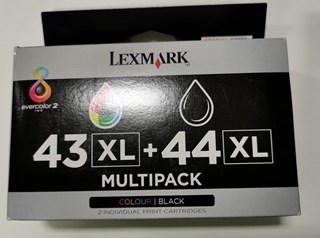 LEXMARK
evercolor 2
43 XL + 44 XL
MULTIPACK
COLOUR | BLACK
2 INDIVIDUAL PRINT CARTRIDGES